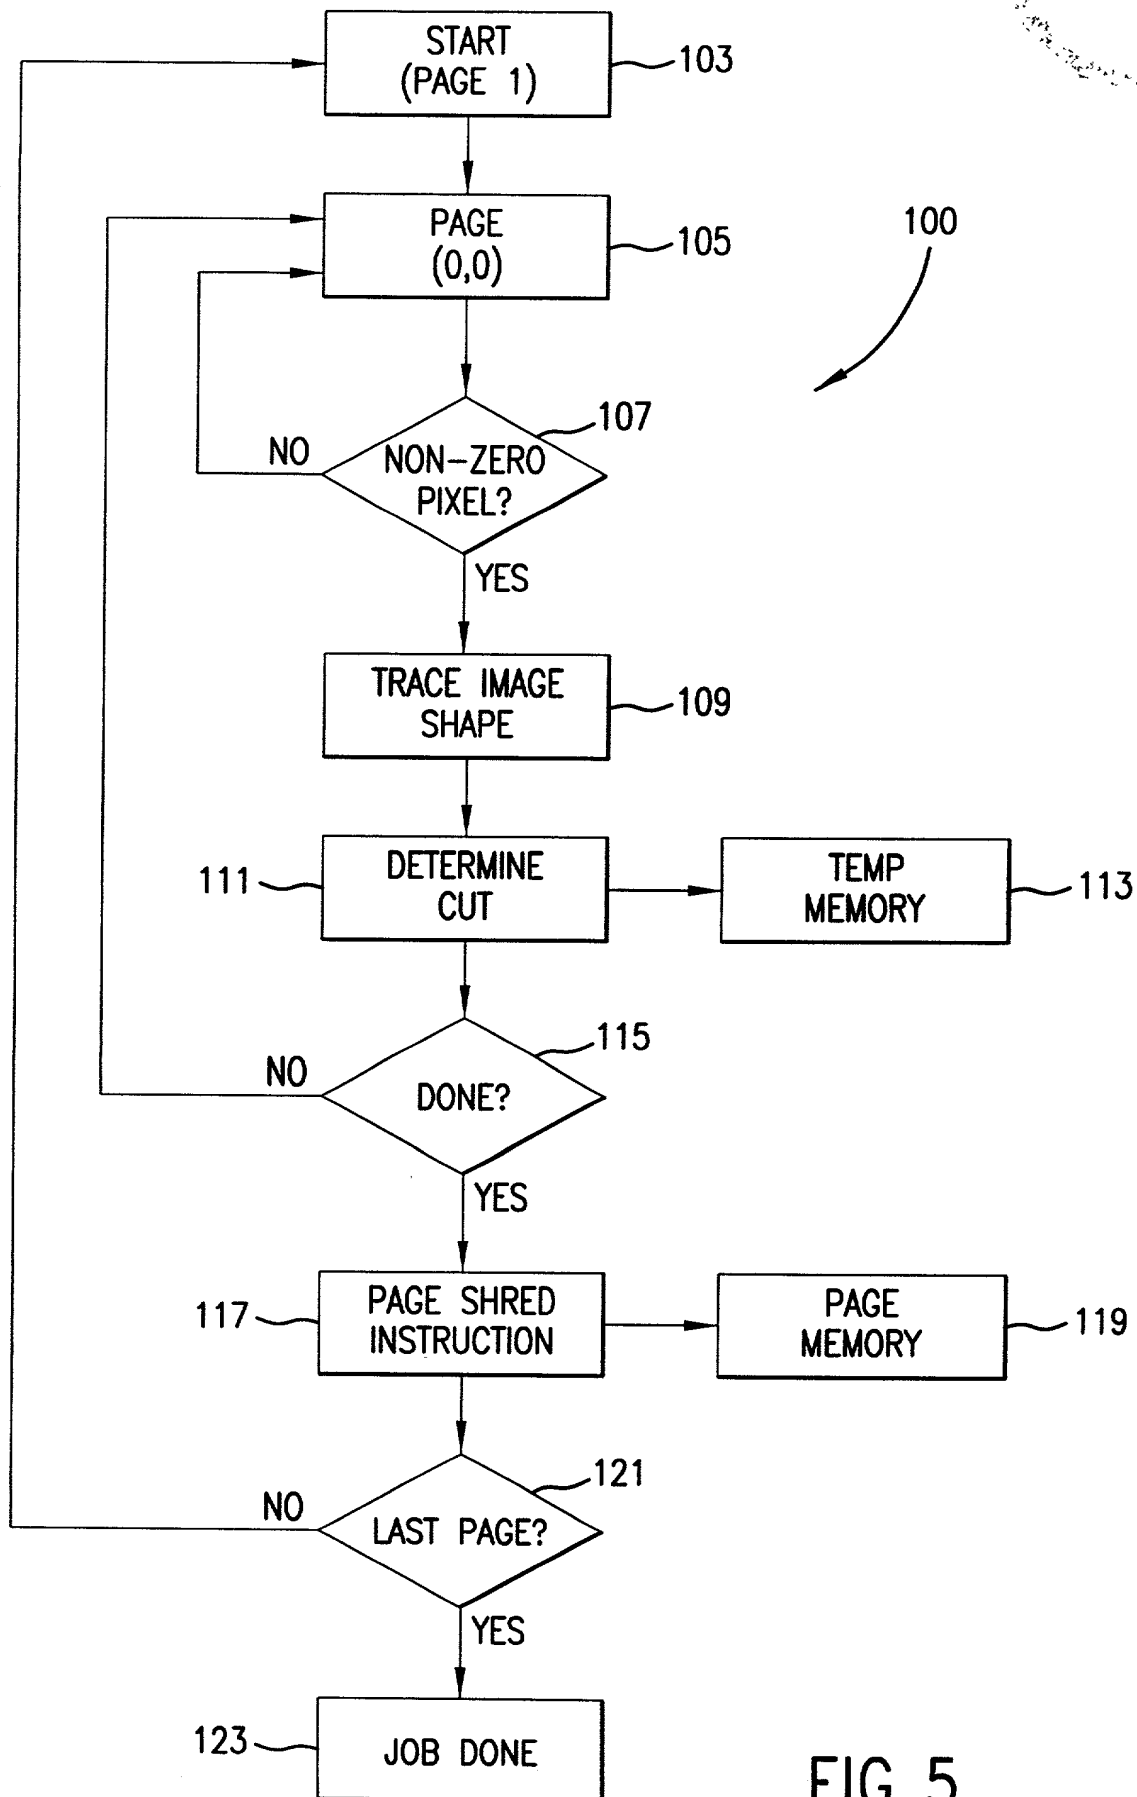 START
(PAGE 1)
103
PAGE
(0,0)
105
100
107
NO
NON-ZERO
PIXEL?
YES
TRACE IMAGE
SHAPE
109
111
DETERMINE
CUT
TEMP
MEMORY
113
115
NO
DONE?
YES
117
PAGE SHRED
INSTRUCTION
PAGE
MEMORY
119
121
NO
LAST PAGE?
YES
123
JOB DONE
FIG 5